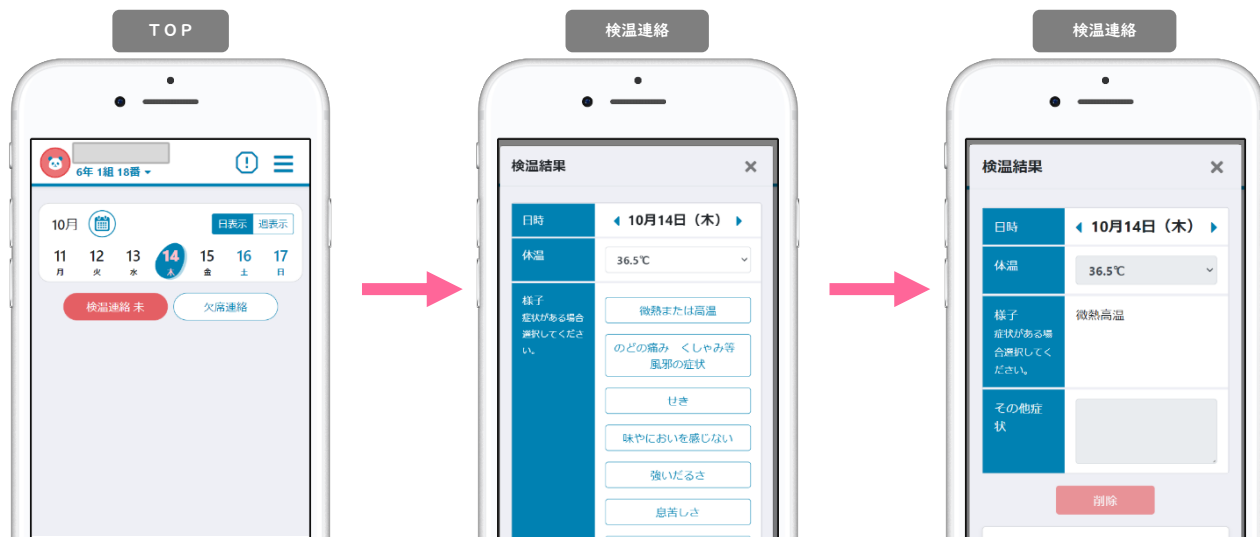 TOP
6年 1組 18番
10月
日表示 週表示
11 12 13 14 15 16 17
月 火 水 木 金 土 日
検温連絡 未 欠席連絡
検温連絡
検温結果 ×
日時 10月14日（木）
体温 36.5℃
様子
症状がある場合
選択してくださ
い。
微熱または高温
のどの痛み くしゃみ等
風邪の症状
せき
味やにおいを感じない
強いだるさ
息苦しさ
検温連絡
検温結果 ×
日時 10月14日（木）
体温 36.5℃
様子
症状がある場
合選択してく
ださい。
微熱高温
その他症
状
削除